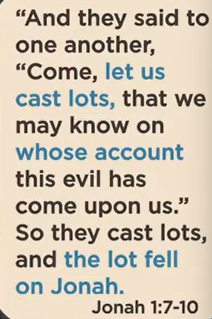 “And they said to
one another,
“Come, let us
cast lots, that we
may know on
whose account
this evil has
come upon us.”
So they cast lots,
and the lot fell
on Jonah.
Jonah 1:7-10